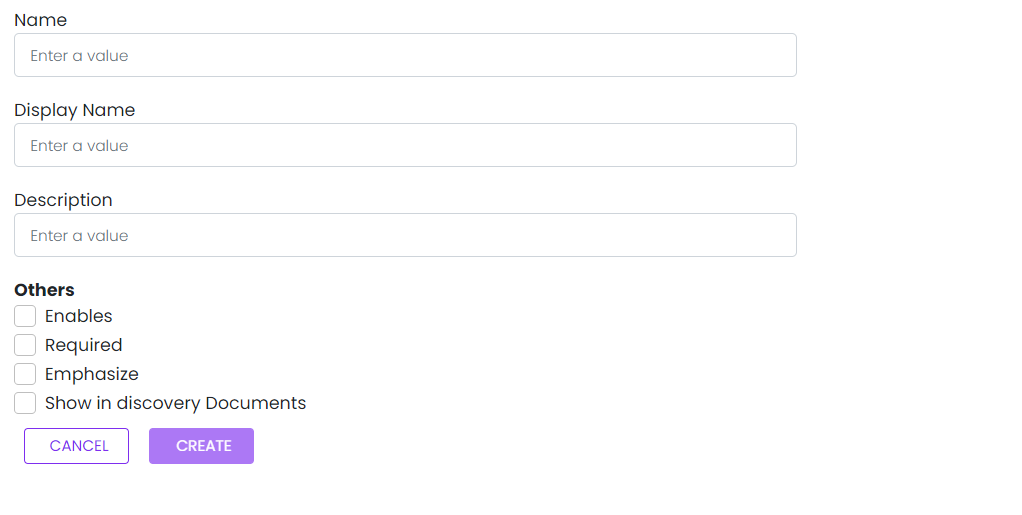 Name
Enter a value
Display Name
Enter a value
Description
Enter a value
Others
Enables
Required
Emphasize
Show in discovery Documents
CANCEL CREATE